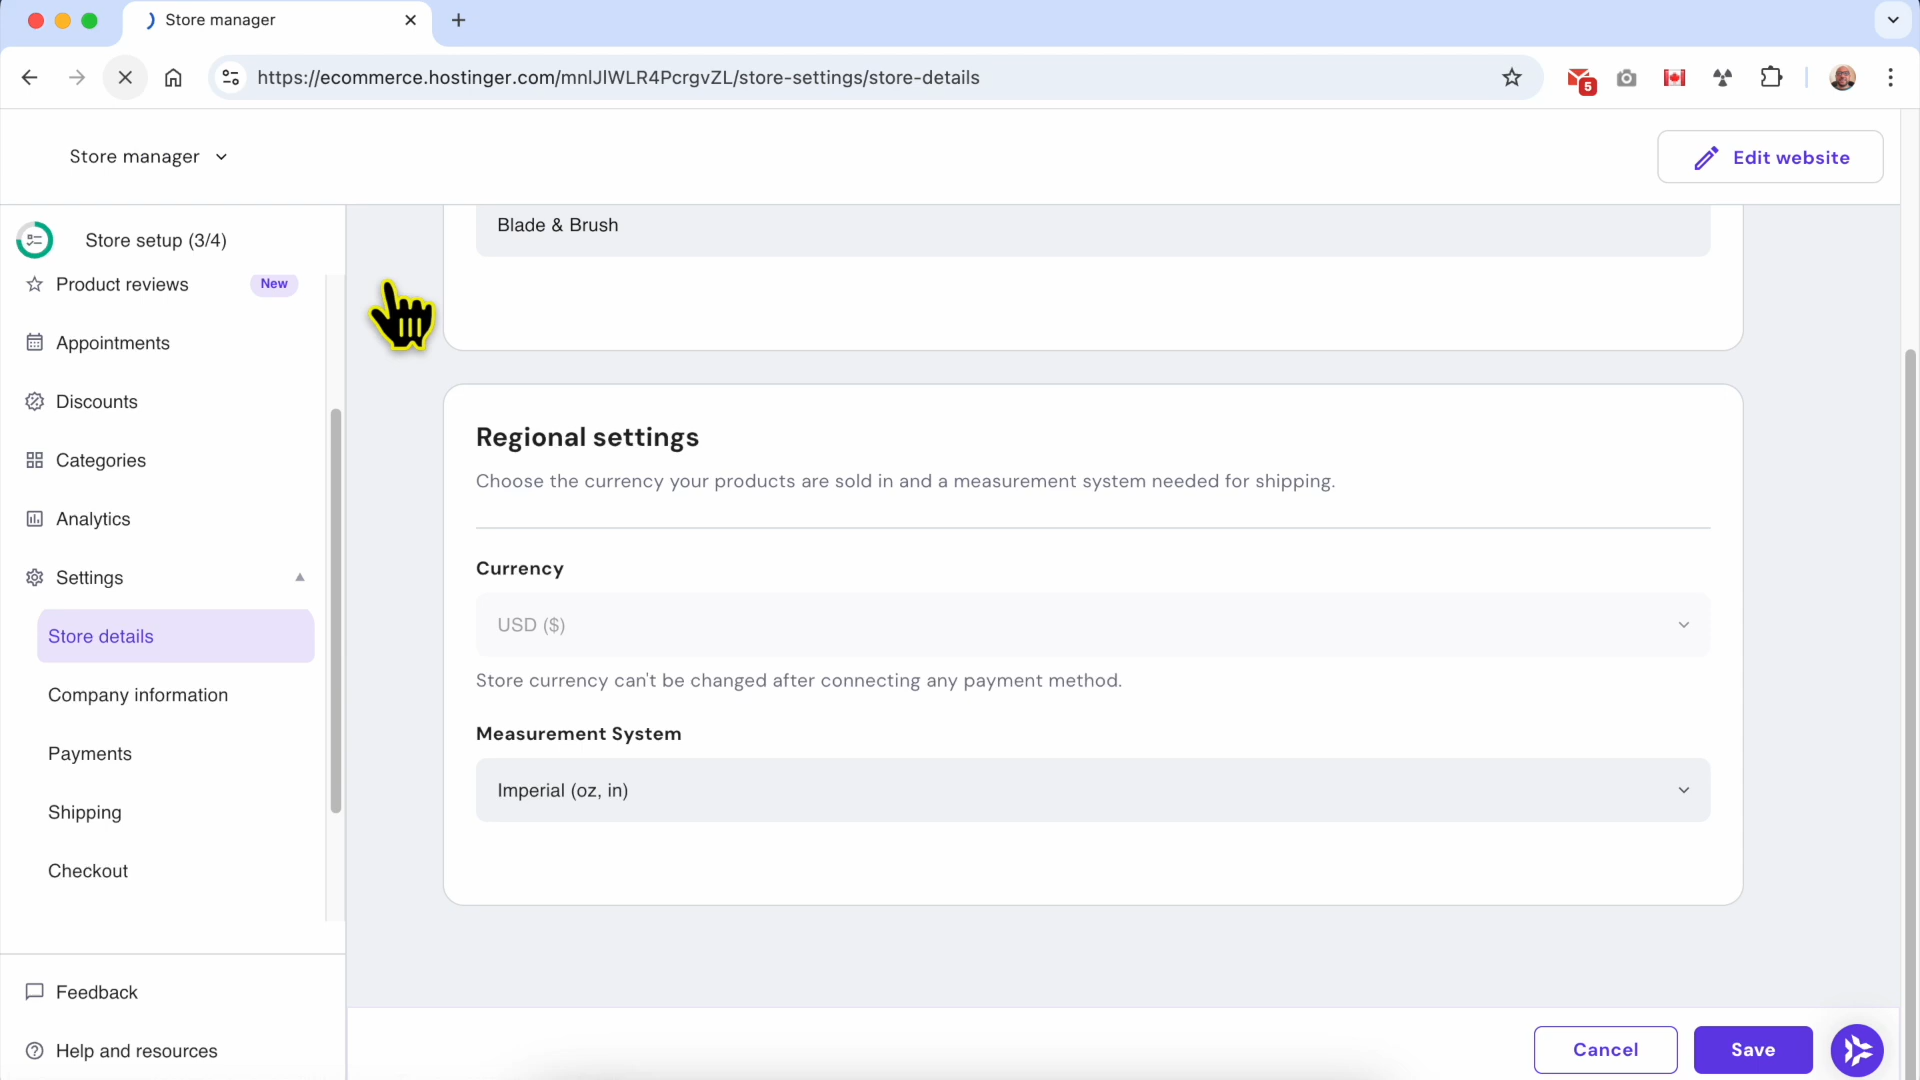 Store manager
https://ecommerce.hostinger.com/mnlJlWLR4PcrgvZL/store-settings/store-details
5
Store manager
Edit website
Store setup (3/4)
Product reviews
New
Appointments
Discounts
Categories
Analytics
Settings
Store details
Company information
Payments
Shipping
Checkout
Feedback
Help and resources
Blade & Brush
Regional settings
Choose the currency your products are sold in and a measurement system needed for shipping.
Currency
USD ($)
Store currency can't be changed after connecting any payment method.
Measurement System
Imperial (oz, in)
Cancel
Save